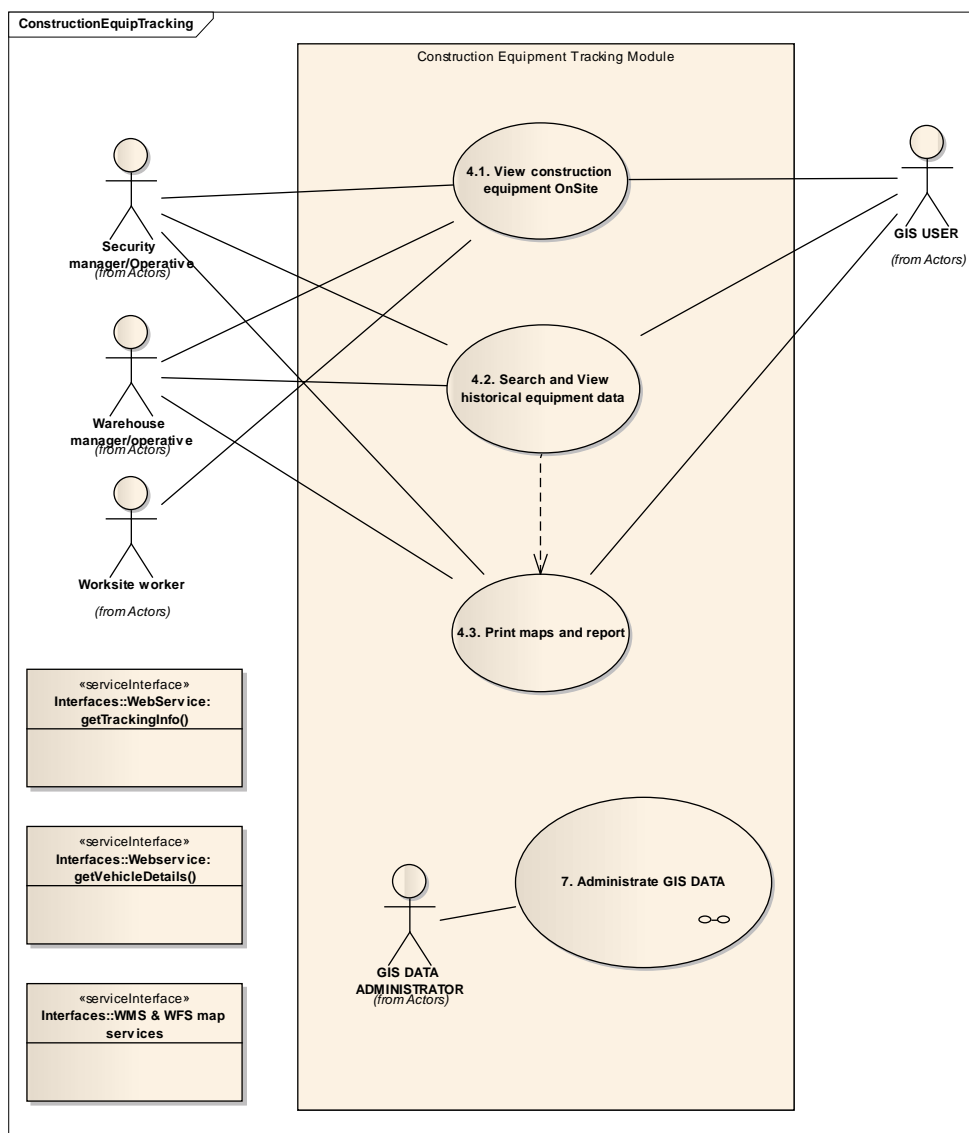 ConstructionEquipTracking
Construction Equipment Tracking Module
4.1. View construction
equipment OnSite
Security
manager/Operative
(from Actors)
GIS USER
(from Actors)
4.2. Search and View
historical equipment data
Warehouse
manager/operative
(from Actors)
Worksite worker
(from Actors)
4.3. Print maps and report
«serviceInterface»
Interfaces::WebService:
getTrackingInfo()
«serviceInterface»
Interfaces::Webservice:
getVehicleDetails()
7. Administrate GIS DATA
GIS DATA
ADMINISTRATOR
(from Actors)
«serviceInterface»
Interfaces::WMS & WFS map
services